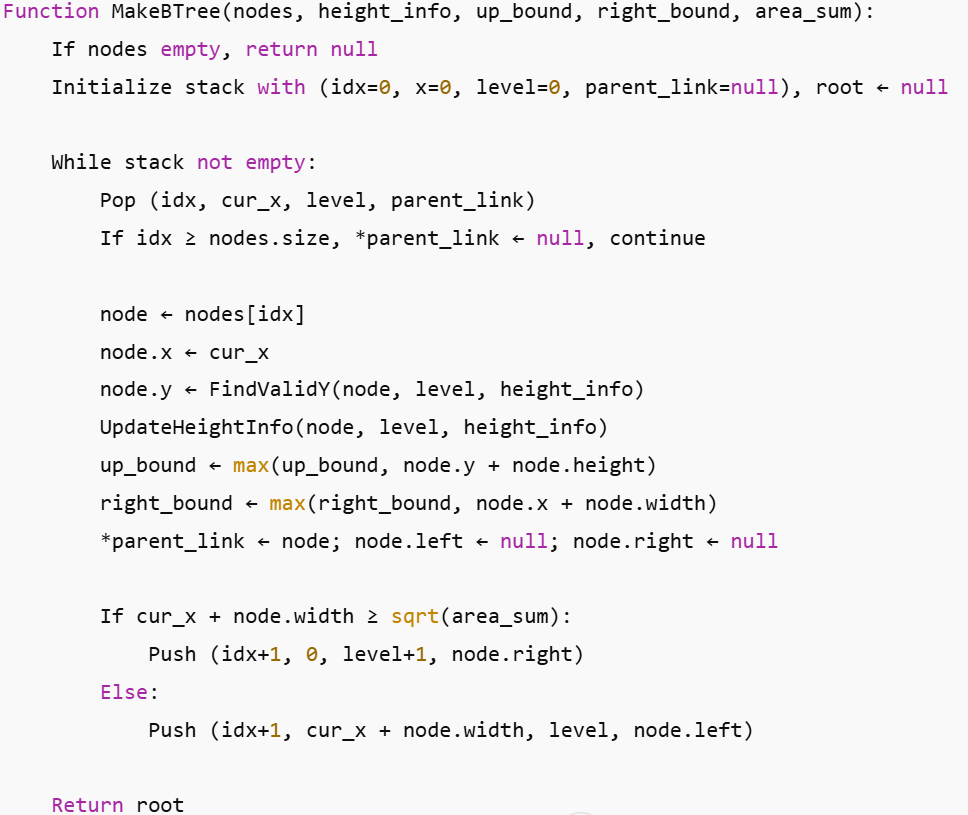 Function MakeBTree(nodes, height_info, up_bound, right_bound, area_sum):
    If nodes empty, return null
    Initialize stack with (idx=0, x=0, level=0, parent_link=null), root ← null

    While stack not empty:
        Pop (idx, cur_x, level, parent_link)
        If idx ≥ nodes.size, *parent_link ← null, continue

        node ← nodes[idx]
        node.x ← cur_x
        node.y ← FindValidY(node, level, height_info)
        UpdateHeightInfo(node, level, height_info)
        up_bound ← max(up_bound, node.y + node.height)
        right_bound ← max(right_bound, node.x + node.width)
        *parent_link ← node; node.left ← null; node.right ← null

        If cur_x + node.width ≥ sqrt(area_sum):
            Push (idx+1, 0, level+1, node.right)
        Else:
            Push (idx+1, cur_x + node.width, level, node.left)

    Return root